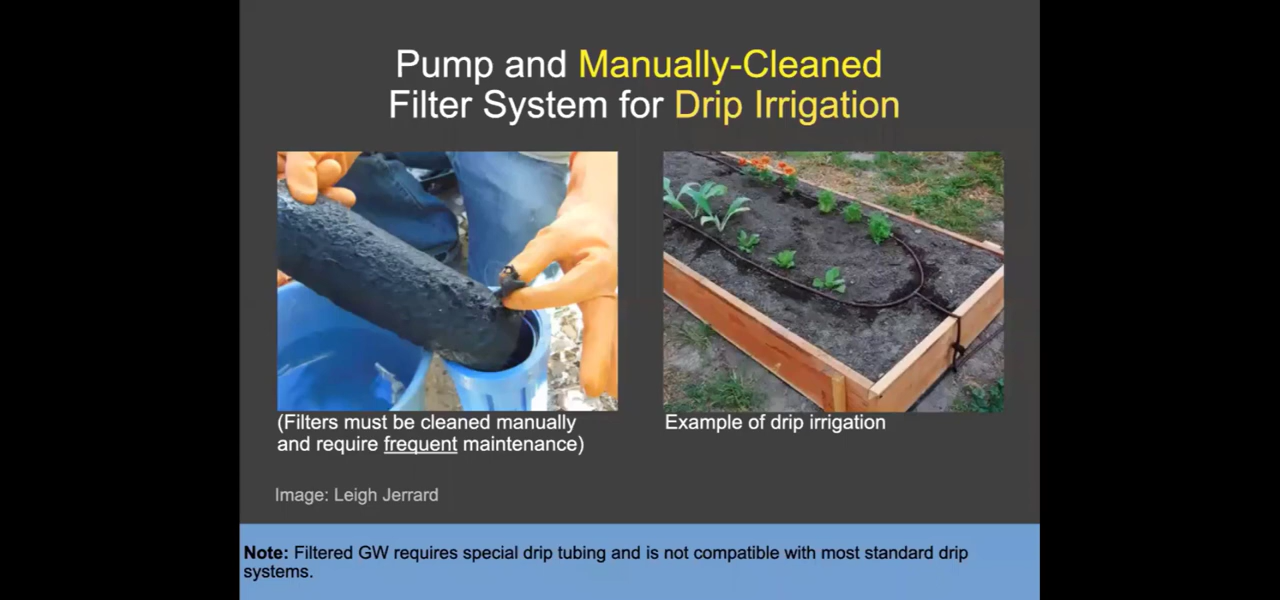 Pump and Manually-Cleaned
Filter System for Drip Irrigation
(Filters must be cleaned manually
and require frequent maintenance)
Example of drip irrigation
Image: Leigh Jerrard
Note: Filtered GW requires special drip tubing and is not compatible with most standard drip
systems.